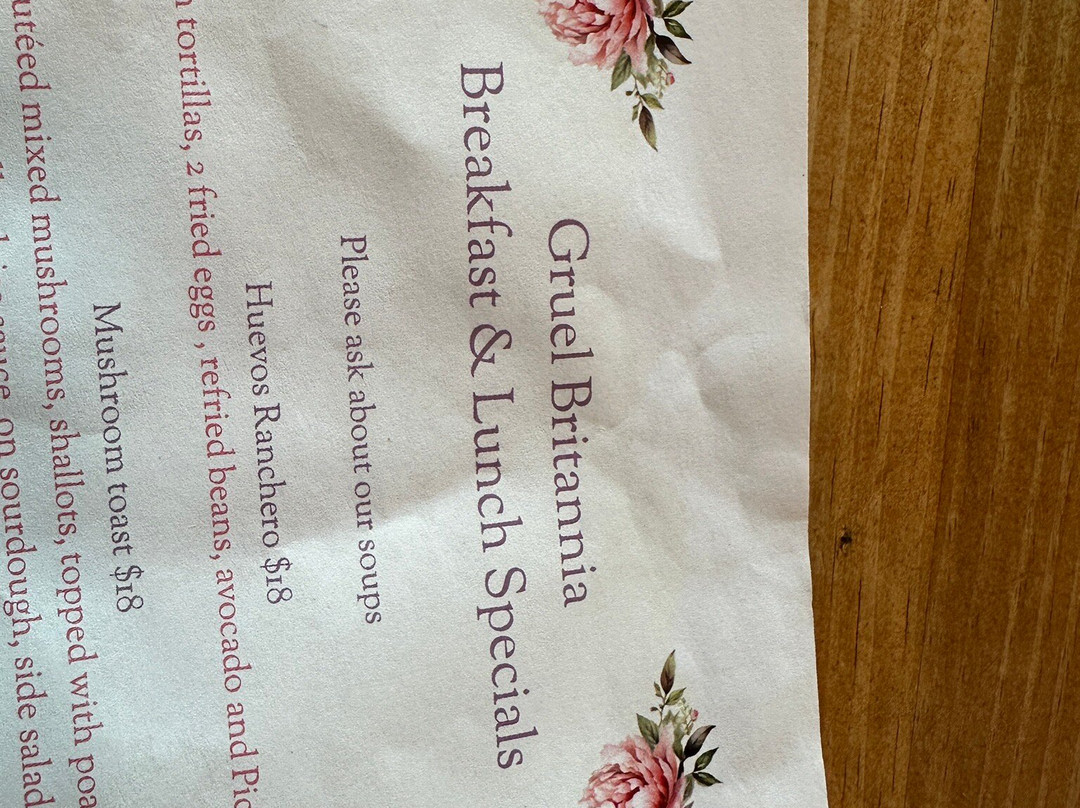 Gruel Britannia
Breakfast & Lunch Specials
Please ask about our soups
Huevos Ranchero $18
tortillas, 2 fried eggs , refried beans, avocado and
Mushroom toast $18
mixed mushrooms, shallots, topped with
on sourdough, side salad